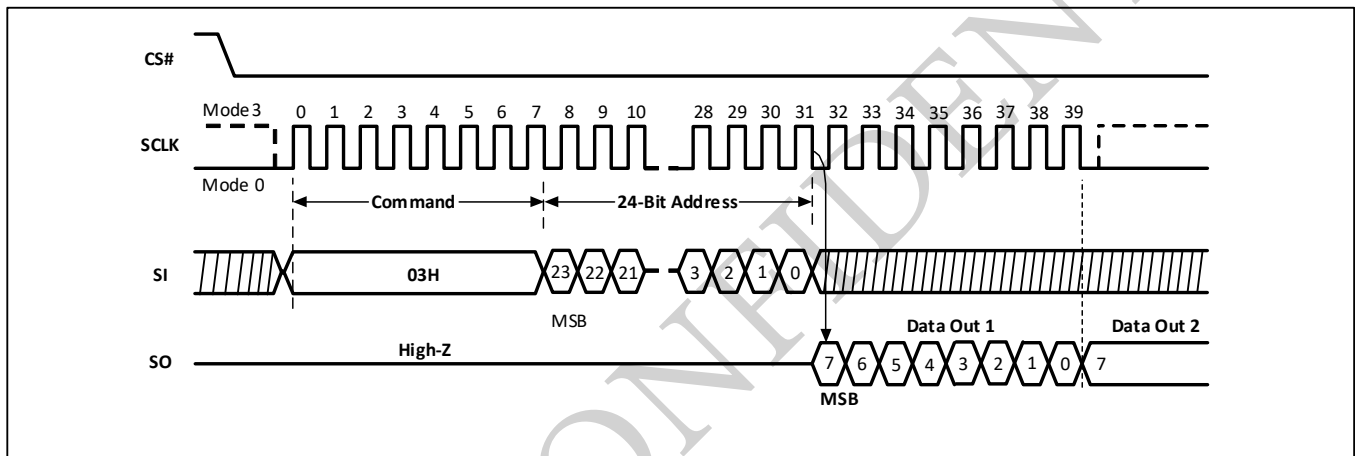 CS#
Mode 3
0 1 2 3 4 5 6 7 8 9 10 28 29 30 31 32 33 34 35 36 37 38 39
SCLK
Mode 0
Command 24-Bit Address
SI 03H 23 22 21 3 2 1 0
MSB
High-Z Data Out 1 Data Out 2
SO 7 6 5 4 3 2 1 0 7
MSB